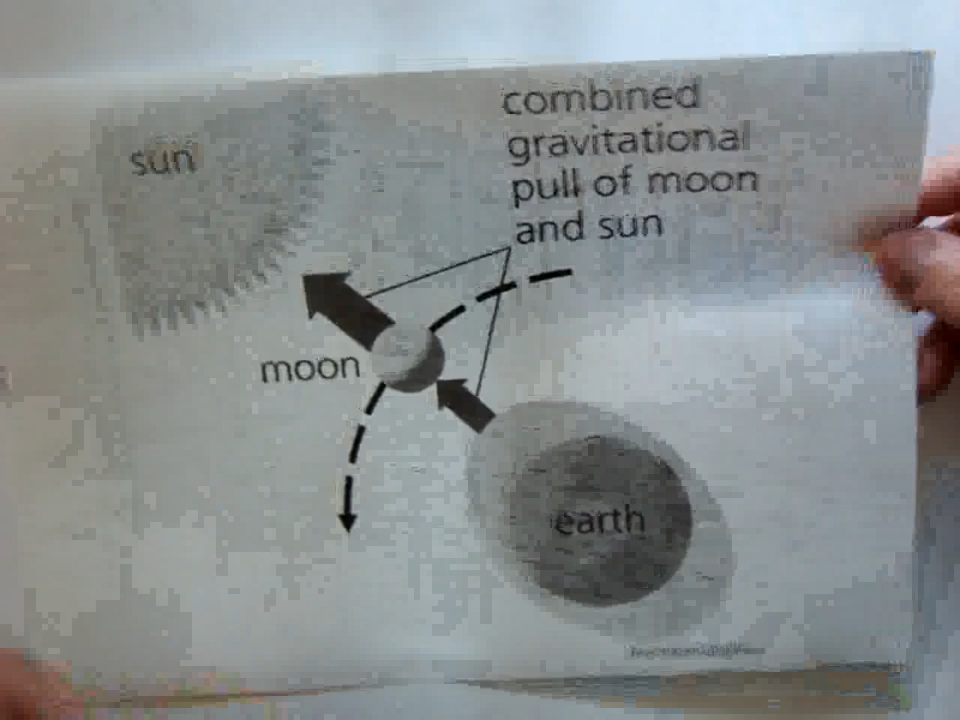 combined
gravitational
pull of moon
and sun
sun
moon
earth